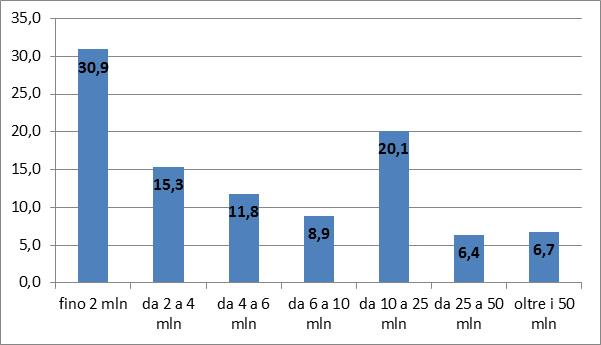 35,0
30,0
25,0
20,0
15,0
10,0
5,0
0,0
30,9
15,3
11,8
8,9
20,1
6,4
6,7
fino 2 mln
da 2 a 4
mln
da 4 a 6
mln
da 6 a 10
mln
da 10 a 25
mln
da 25 a 50
mln
oltre i 50
mln